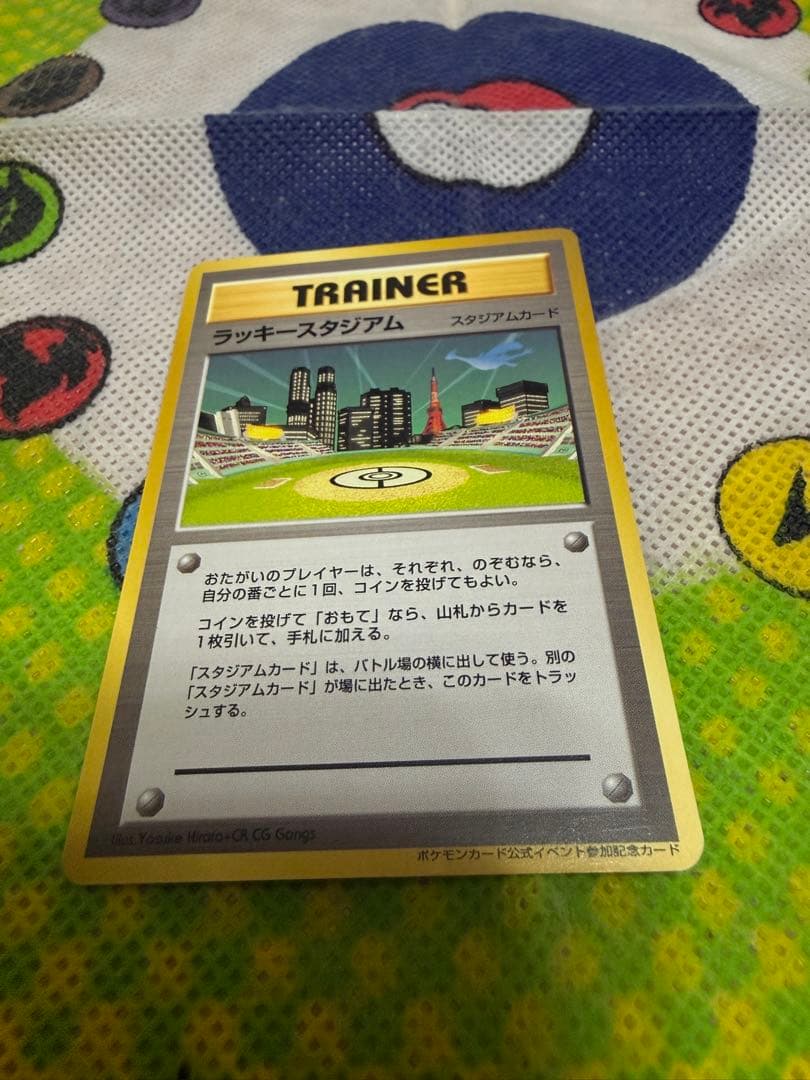 TRAINER
ラッキースタジアム スタジアムカード
おたがいのプレイヤーは、それぞれ、のぞむなら、
自分の番ごとに1回、コインを投げてもよい。
コインを投げて「おもて」なら、山札からカードを
1枚引いて、手札に加える。
「スタジアムカード」は、バトル場の横に出して使う。別の
「スタジアムカード」が場に出たとき、このカードをトラッ
シュする。
Illus. Yosuke Hirata+CR CG Gangs
ポケモンカード公式イベント参加記念カード